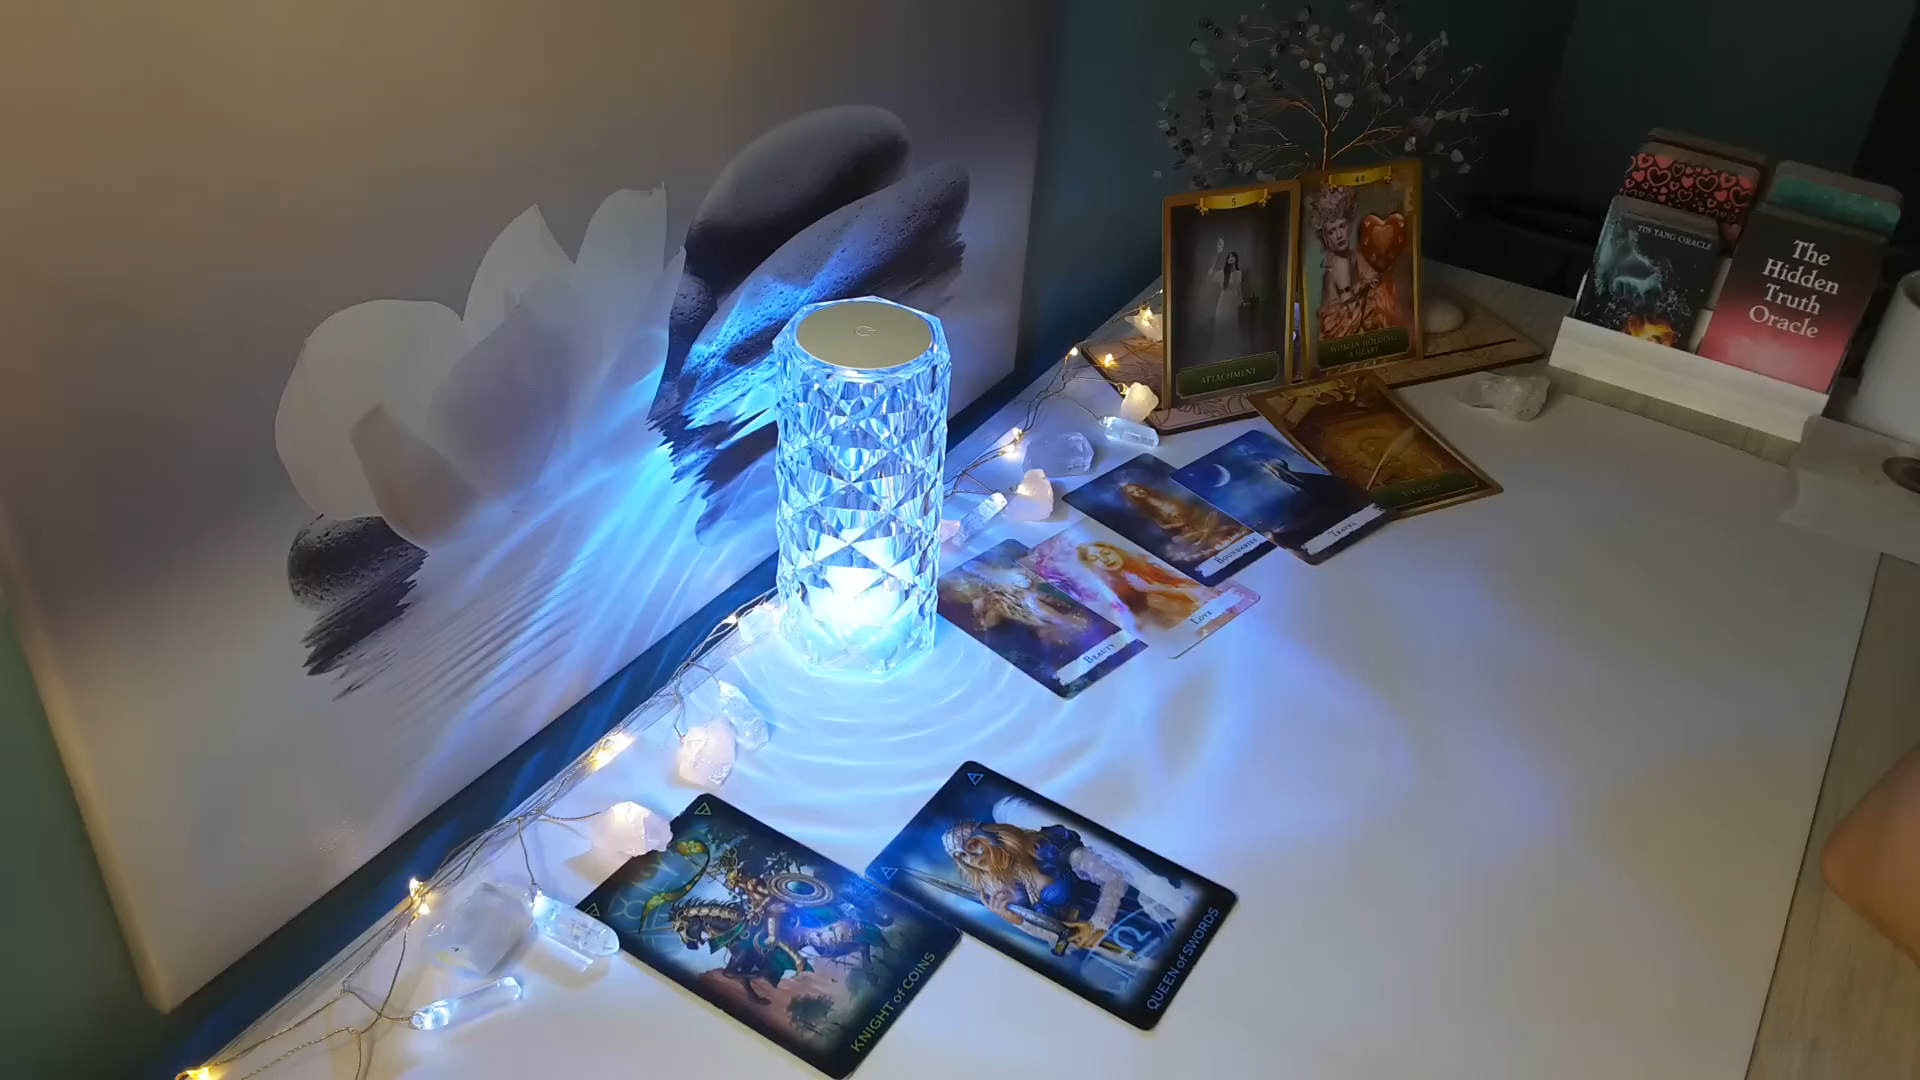 5
ATTACHMENT
44
WOMAN HOLDING
A HEART
YIN YANG ORACLE
The
Hidden
Truth
Oracle
TRAVEL
BOUNDARIES
LOVE
BEAUTY
KNIGHT of COINS
QUEEN of SWORDS